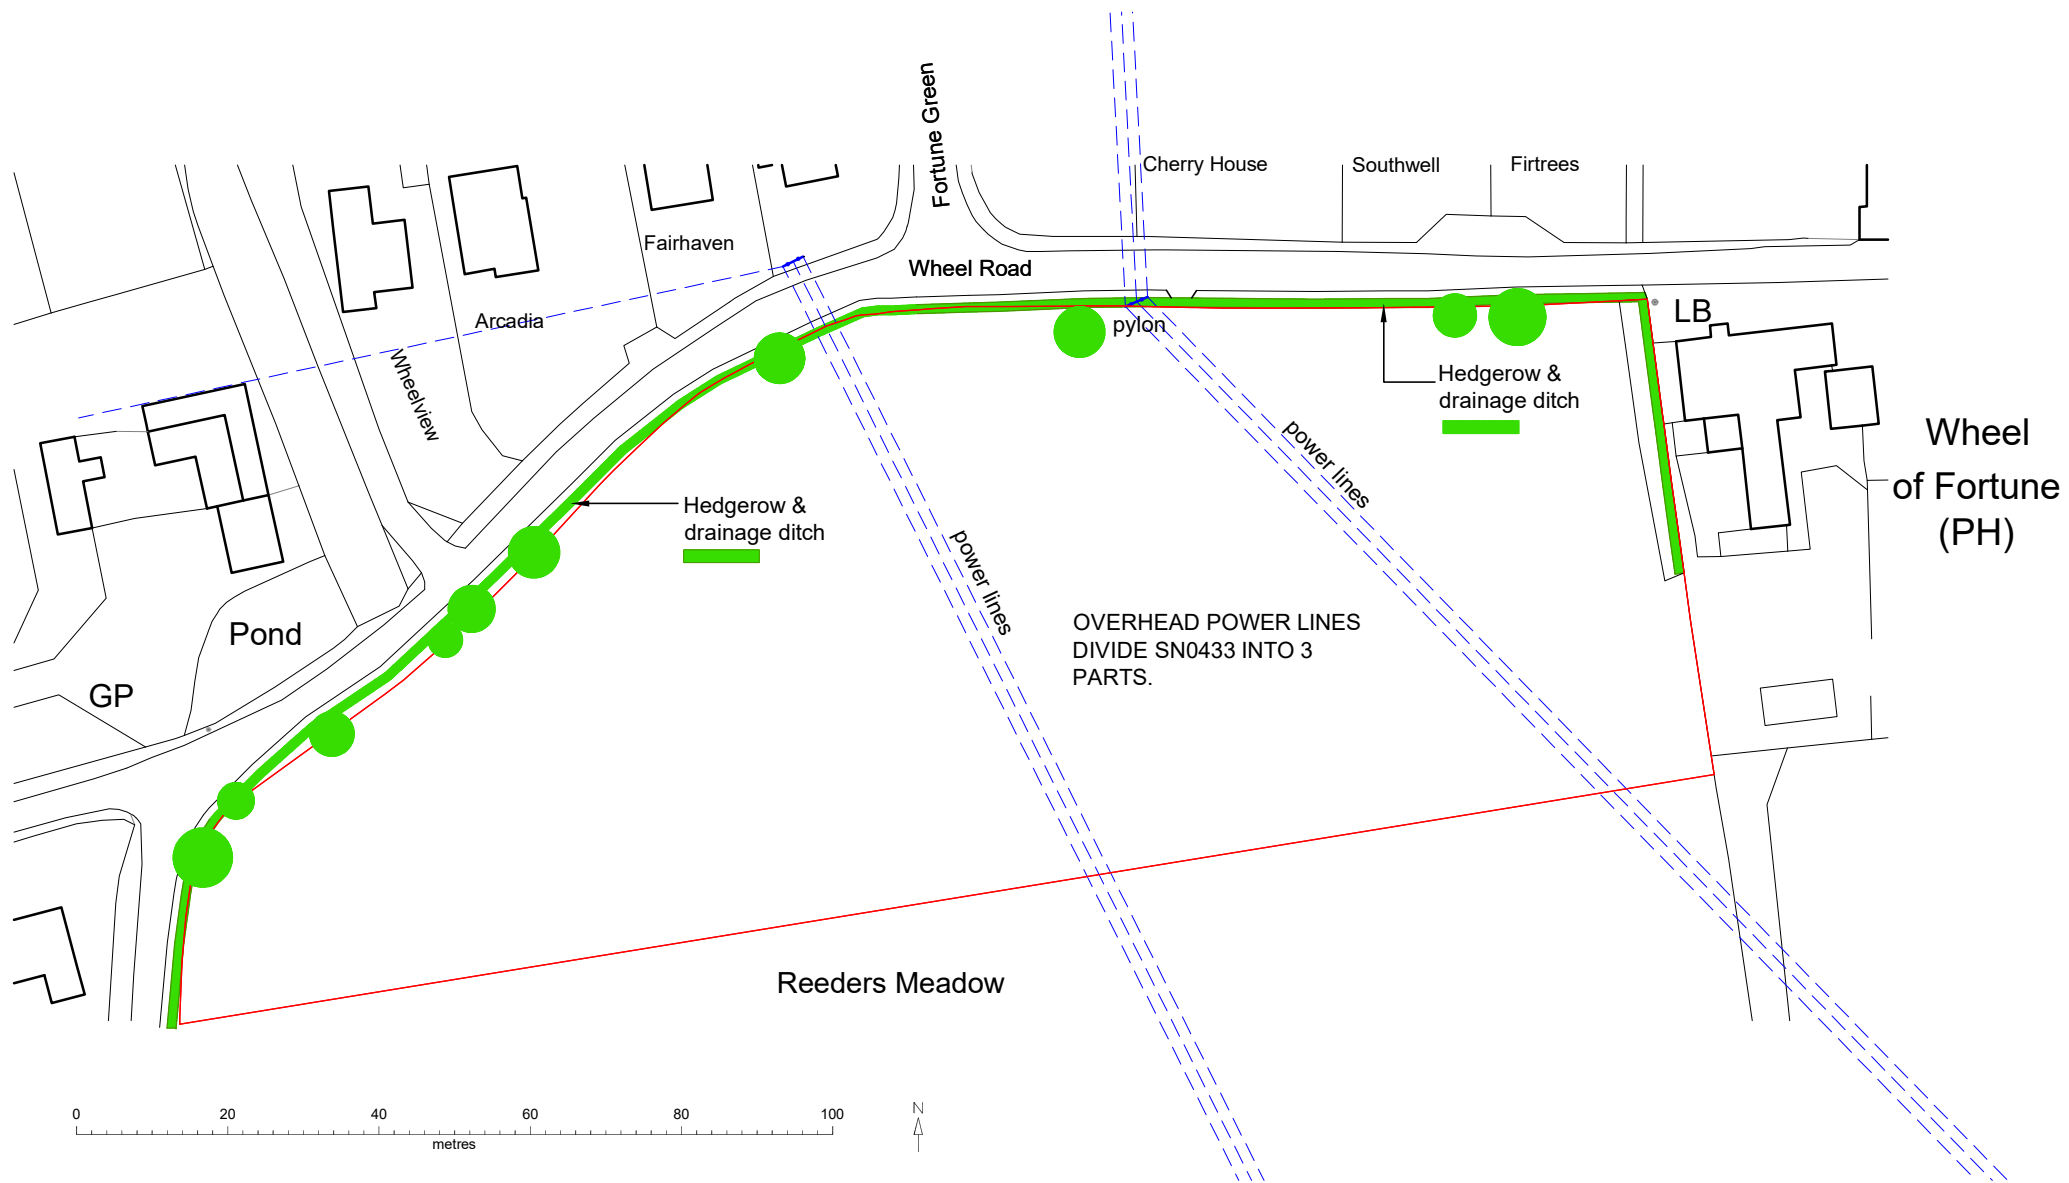 Fortune Green
Cherry House
Southwell
Firtrees
Fairhaven
Wheel Road
Arcadia
Wheelview
pylon
LB
Hedgerow &
drainage ditch
Wheel
of Fortune
(PH)
power lines
Hedgerow &
drainage ditch
power lines
OVERHEAD POWER LINES
DIVIDE SN0433 INTO 3
PARTS.
Pond
GP
Reeders Meadow
0 20 40 60 80 100
metres
N